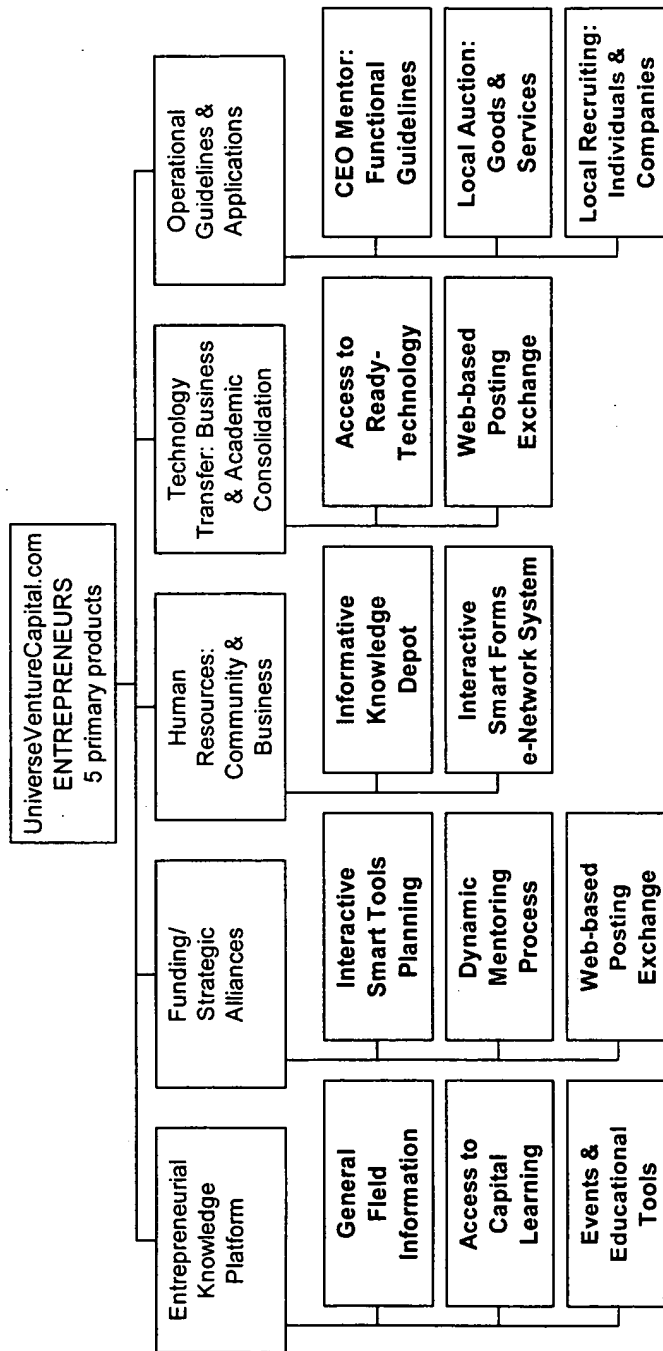 UniverseVentureCapital.com
ENTREPRENEURS
5 primary products
Entrepreneurial
Knowledge
Platform
General
Field
Information
Access to
Capital
Learning
Events &
Educational
Tools
Funding/
Strategic
Alliances
Interactive
Smart Tools
Planning
Dynamic
Mentoring
Process
Web-based
Posting
Exchange
Human
Resources:
Community &
Business
Informative
Knowledge
Depot
Interactive
Smart Forms
e-Network System
Technology
Transfer: Business
& Academic
Consolidation
Access to
Ready-
Technology
Web-based
Posting
Exchange
Operational
Guidelines &
Applications
CEO Mentor:
Functional
Guidelines
Local Auction:
Goods &
Services
Local Recruiting:
Individuals &
Companies